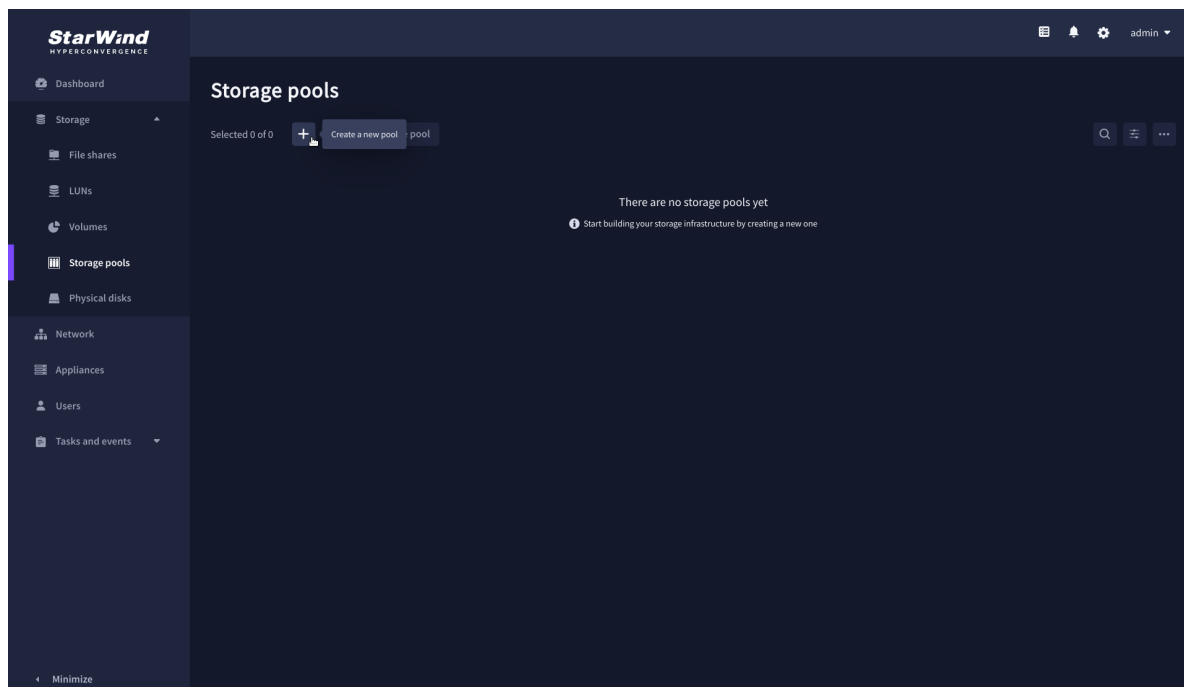 StarWind
HYPERCONVERGENCE
admin
Dashboard
Storage
File shares
LUNs
Volumes
Storage pools
Physical disks
Network
Appliances
Users
Tasks and events
Minimize
Storage pools
Selected 0 of 0
Create a new pool
pool
There are no storage pools yet
Start building your storage infrastructure by creating a new one